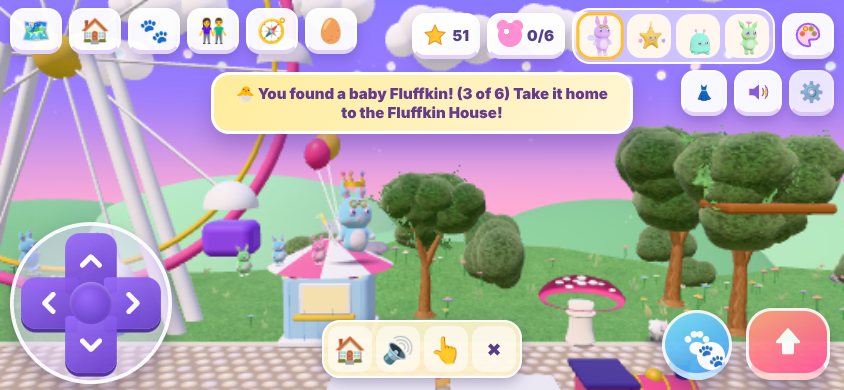 51
0/6
🐣 You found a baby Fluffkin! (3 of 6) Take it home
to the Fluffkin House!